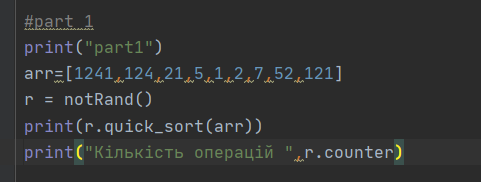 #part 1
print("part1")
arr=[1241,124,21,5,1,2,7,52,121]
r = notRand()
print(r.quick_sort(arr))
print("Кількість операцій ",r.counter)